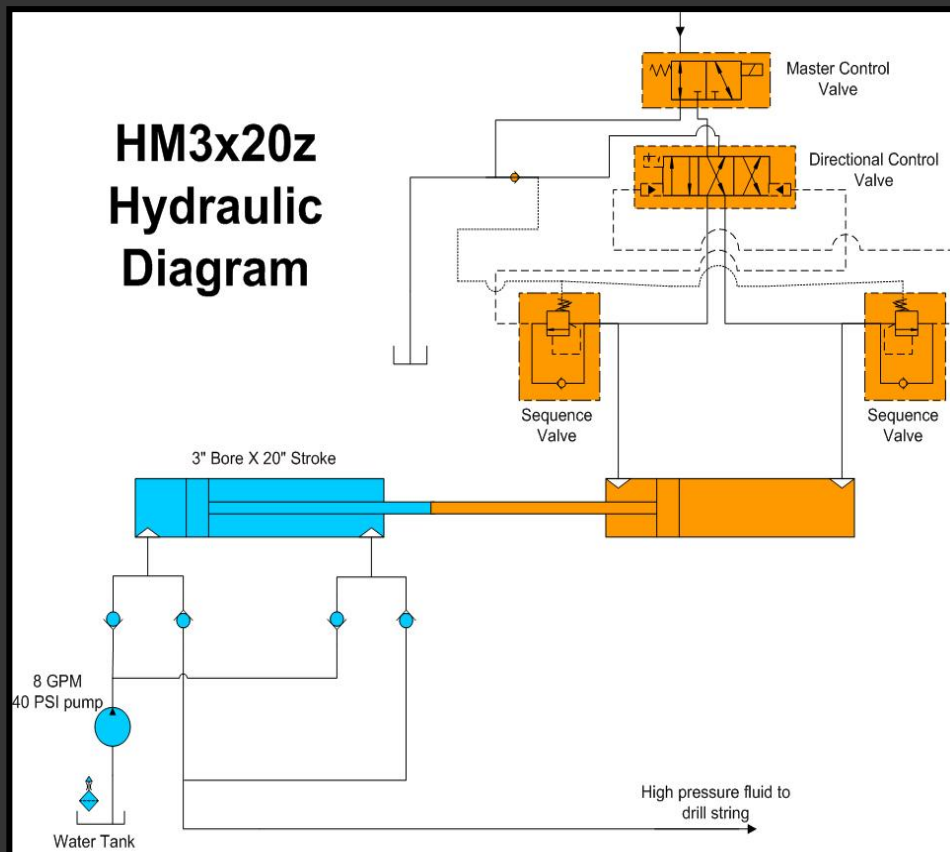 HM3x20z
Hydraulic
Diagram
Master Control
Valve
Directional Control
Valve
Sequence
Valve
Sequence
Valve
3" Bore X 20" Stroke
8 GPM
40 PSI pump
Water Tank
High pressure fluid to
drill string